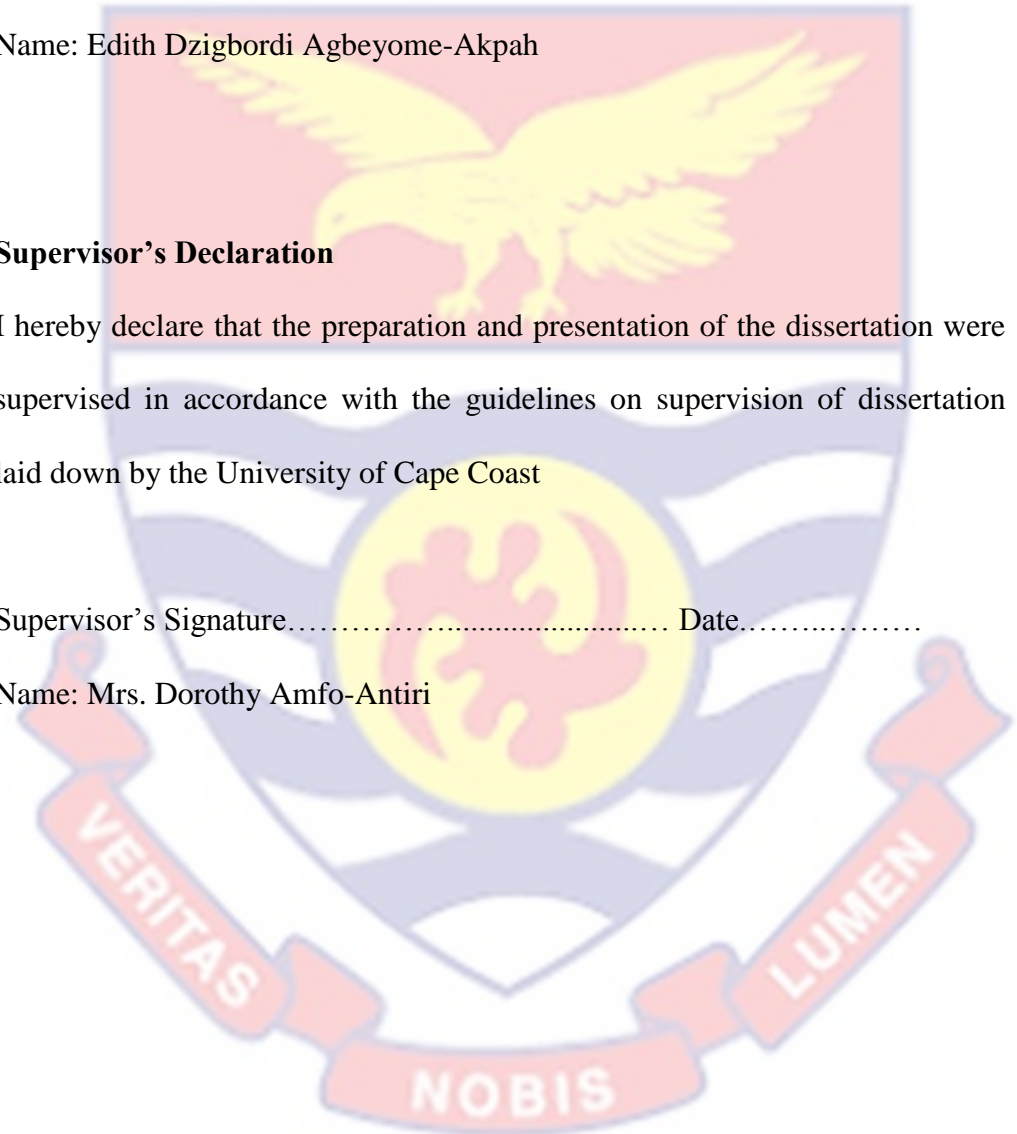 Name: Edith Dzigbordi Agbeyome-Akpah
Supervisor’s Declaration
I hereby declare that the preparation and presentation of the dissertation were
supervised in accordance with the guidelines on supervision of dissertation
laid down by the University of Cape Coast
Supervisor’s Signature……………......................… Date……..………
Name: Mrs. Dorothy Amfo-Antiri
VERITAS
NOBIS
LUMEN